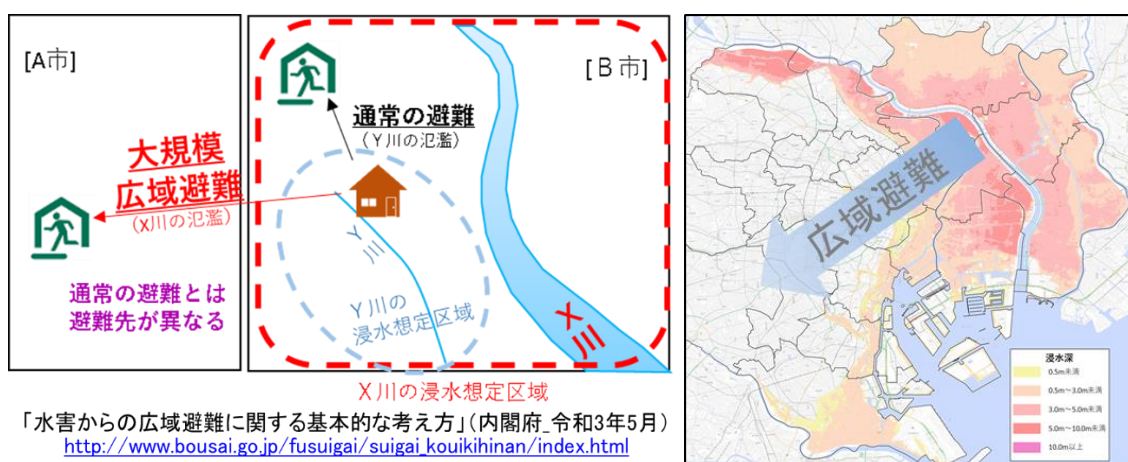 [A市]
[B市]
通常の避難
(Y川の氾濫)
大規模
広域避難
(X川の氾濫)
通常の避難とは
避難先が異なる
Y川
Y川の
浸水想定区域
X川
X川の浸水想定区域
「水害からの広域避難に関する基本的な考え方」(内閣府_令和3年5月)
http://www.bousai.go.jp/fusuigai/suigai_kouikihinan/index.html
広域避難
浸水深
0.5m未満
0.5m～3.0m未満
3.0m～5.0m未満
5.0m～10.0m未満
10.0m以上